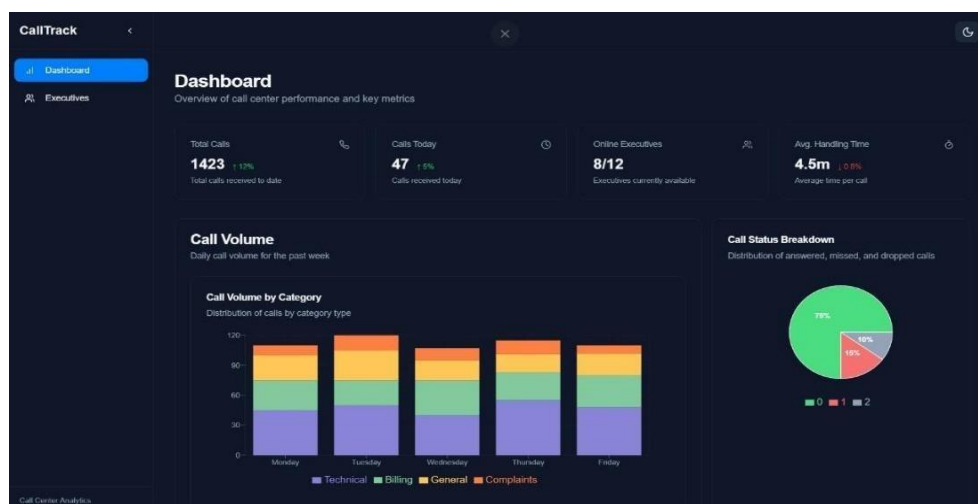 CallTrack
Dashboard
Executives
Dashboard
Overview of call center performance and key metrics
Total Calls
1423 ↑ 12%
Total calls received to date
Calls Today
47 ↑ 5%
Calls received today
Online Executives
8/12
Executives currently available
Avg. Handling Time
4.5m ↓ 0.8%
Average time per call
Call Volume
Daily call volume for the past week
Call Volume by Category
Distribution of calls by category type
120
90
60
30
0
Monday Tuesday Wednesday Thursday Friday
Technical Billing General Complaints
Call Status Breakdown
Distribution of answered, missed, and dropped calls
10%
15%
0 1 2
Call Center Analytics